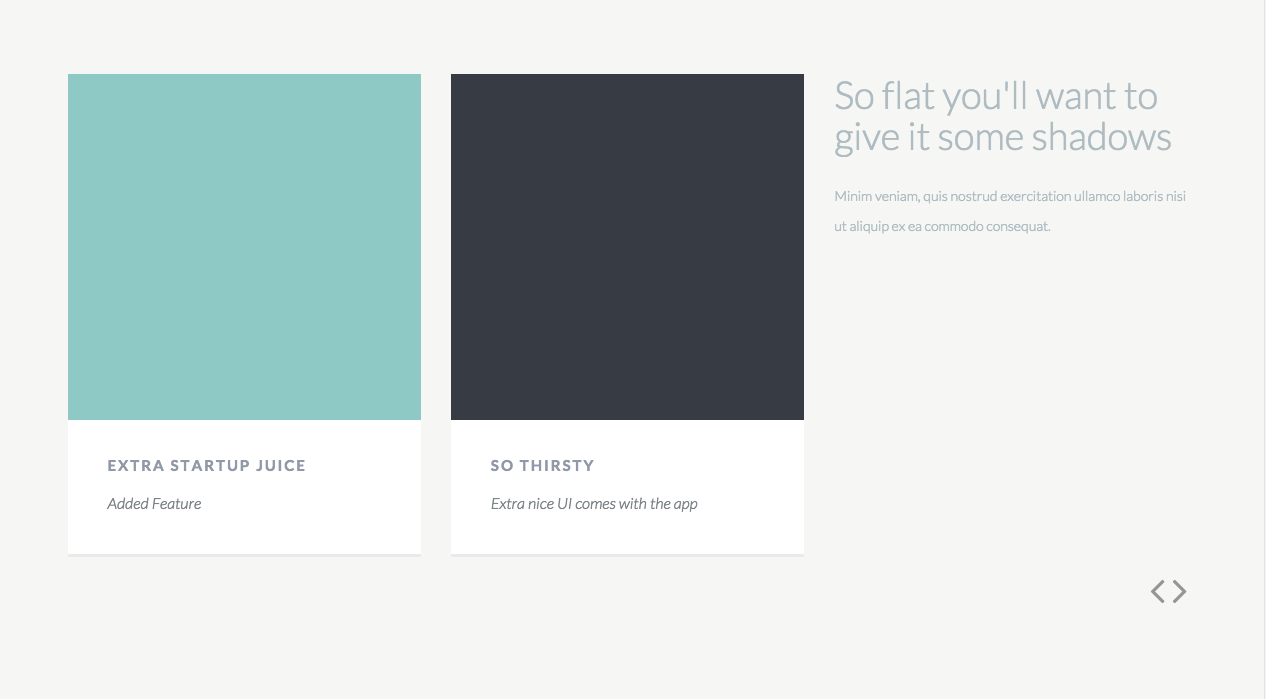 So flat you'll want to
give it some shadows
Minim veniam, quis nostrud exercitation ullamco laboris nisi
ut aliquip ex ea commodo consequat.
EXTRA STARTUP JUICE
Added Feature
SO THIRSTY
Extra nice UI comes with the app